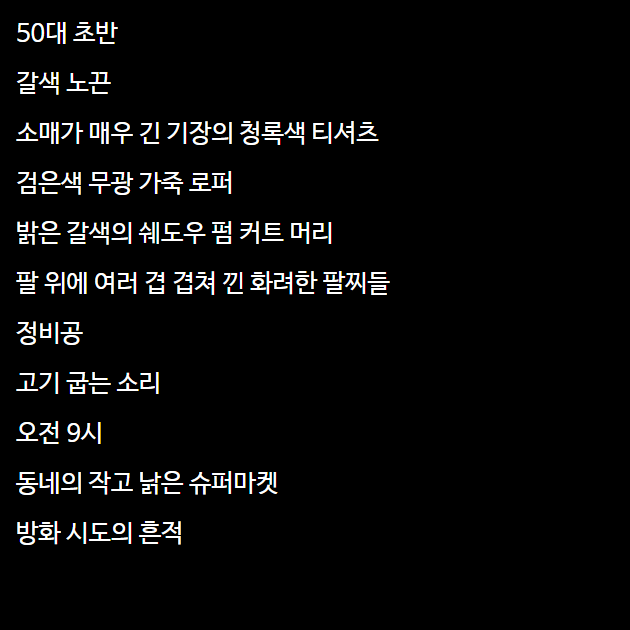 50대 초반
갈색 노끈
소매가 매우 긴 기장의 청록색 티셔츠
검은색 무광 가죽 로퍼
밝은 갈색의 쉐도우 펌 커트 머리
팔 위에 여러 겹 겹쳐 낀 화려한 팔찌들
정비공
고기 굽는 소리
오전 9시
동네의 작고 낡은 슈퍼마켓
방화 시도의 흔적